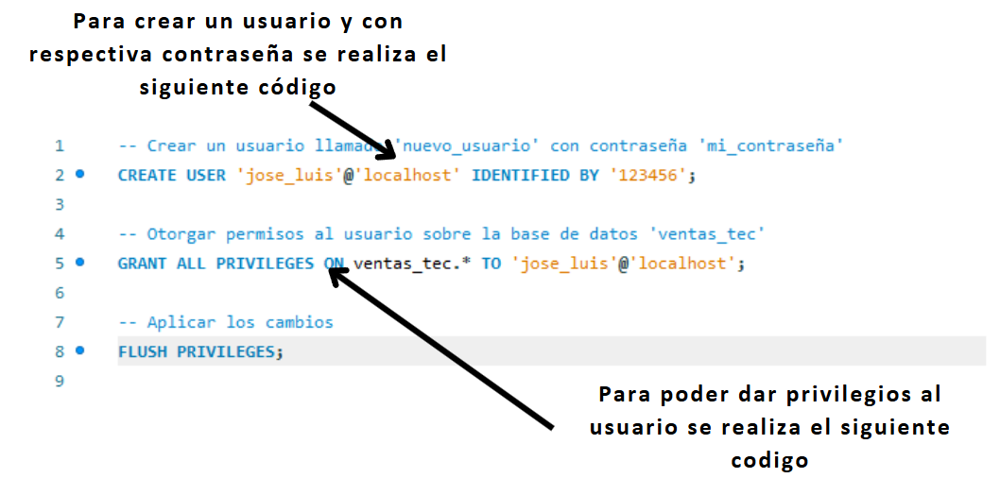 Para crear un usuario y con
respectiva contraseña se realiza el
siguiente código
1 -- Crear un usuario llamado 'nuevo_usuario' con contraseña 'mi_contraseña'
2 CREATE USER 'jose_luis'@'localhost' IDENTIFIED BY '123456';
3
4 -- Otorgar permisos al usuario sobre la base de datos 'ventas_tec'
5 GRANT ALL PRIVILEGES ON ventas_tec.* TO 'jose_luis'@'localhost';
6
7 -- Aplicar los cambios
8 FLUSH PRIVILEGES;
9
Para poder dar privilegios al
usuario se realiza el siguiente
codigo